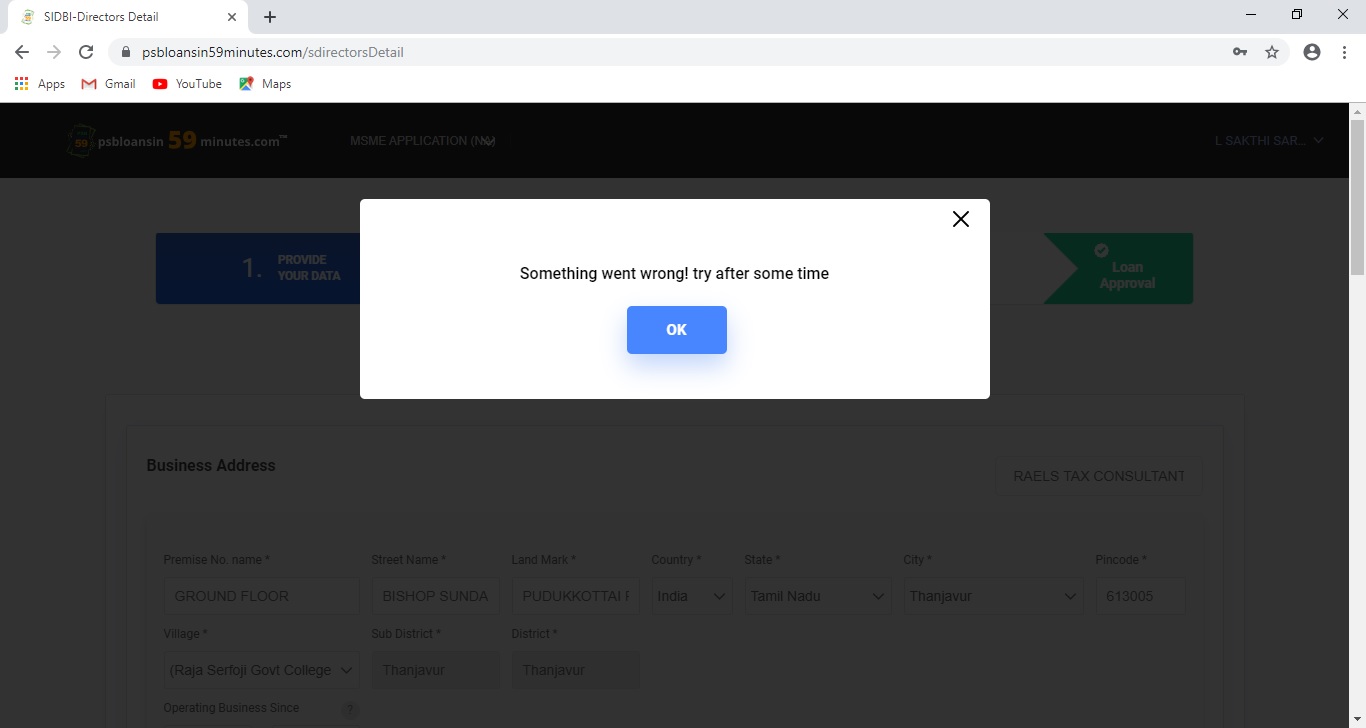 SIDBI-Directors Detail
psbloansin59minutes.com/sdirectorsDetail
Apps Gmail YouTube Maps
psbloansin 59 minutes.com™ MSME APPLICATION L SAKTHI SAR...
Something went wrong! try after some time
OK
1. PROVIDE
YOUR DATA
Loan
Approval
Business Address
RAELS TAX CONSULTANT
Premise No. name * Street Name * Land Mark * Country * State * City * Pincode *
GROUND FLOOR BISHOP SUNDA PUDUKKOTTAI India Tamil Nadu Thanjavur 613005
Village * Sub District * District *
(Raja Serfoji Govt College Thanjavur Thanjavur
Operating Business Since ?